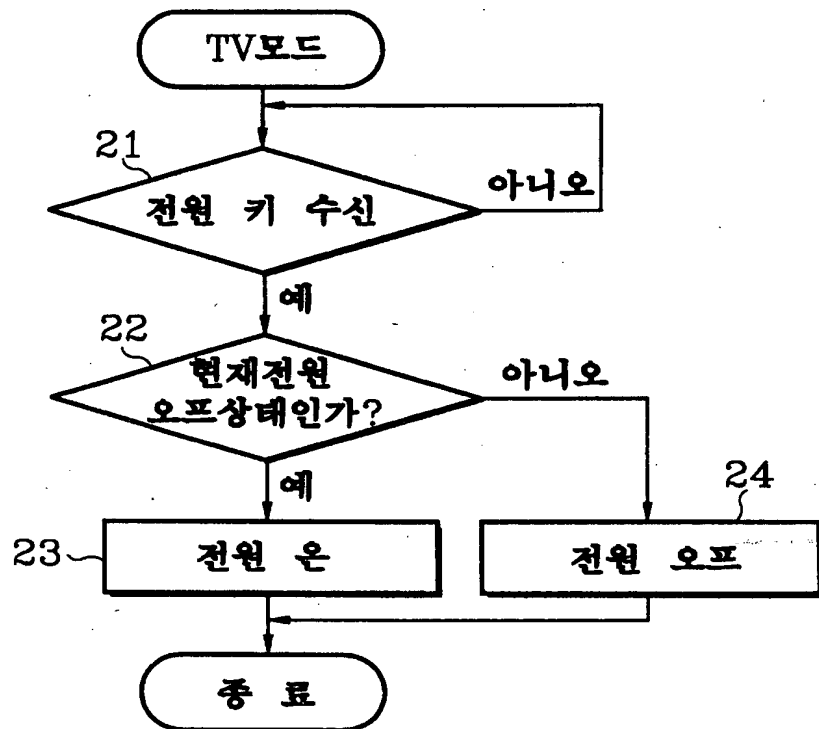 TV모드
21
전원 키 수신
아니오
예
22
현재전원
오프상태인가?
아니오
예
23
전원 온
24
전원 오프
종 료